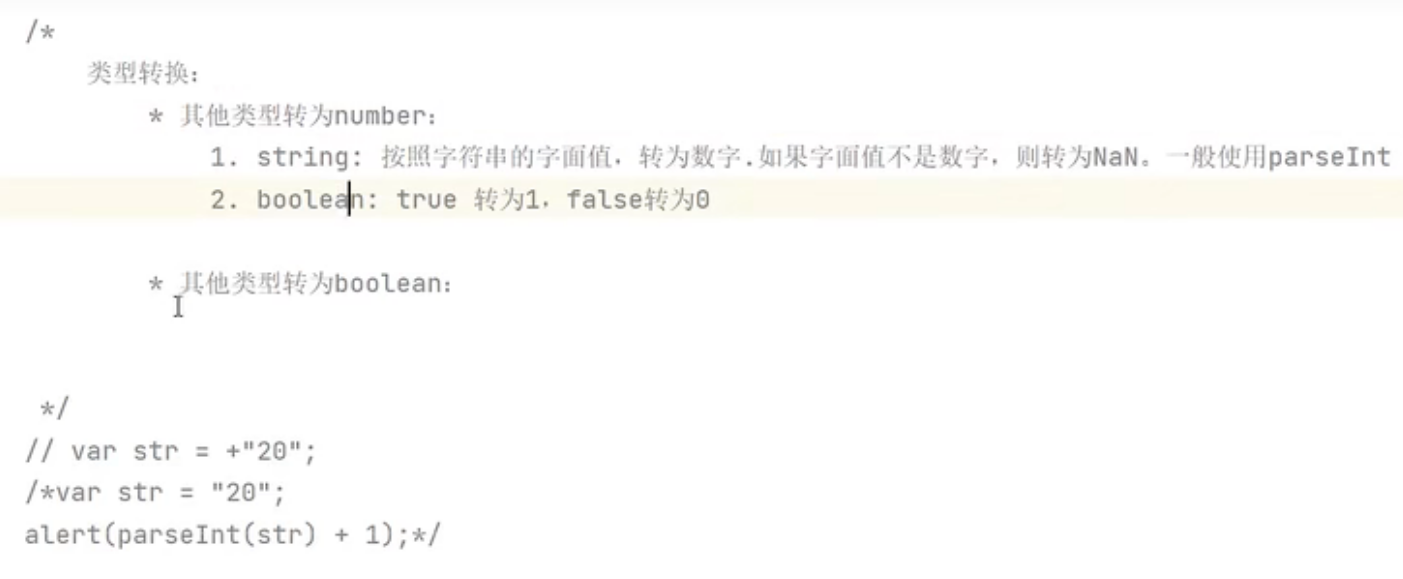 /*
类型转换：
* 其他类型转为number：
1. string: 按照字符串的字面值，转为数字.如果字面值不是数字，则转为NaN。一般使用parseInt
2. boolean: true 转为1，false转为0
* 其他类型转为boolean：
*/
// var str = +"20";
/*var str = "20";
alert(parseInt(str) + 1);*/